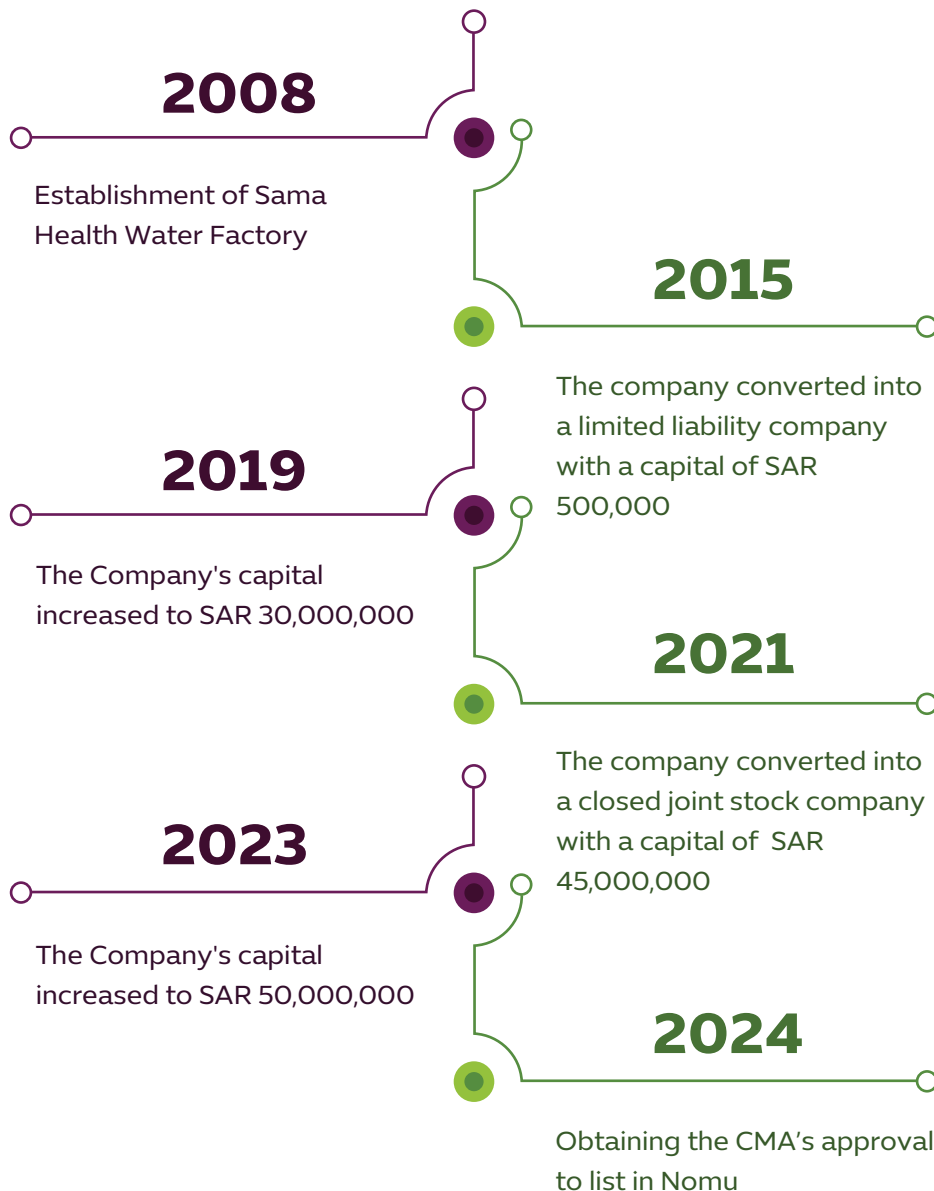 2008
Establishment of Sama
Health Water Factory
2015
The company converted into
a limited liability company
with a capital of SAR
500,000
2019
The Company's capital
increased to SAR 30,000,000
2021
The company converted into
a closed joint stock company
with a capital of  SAR
45,000,000
2023
The Company's capital
increased to SAR 50,000,000
2024
Obtaining the CMA’s approval
to list in Nomu